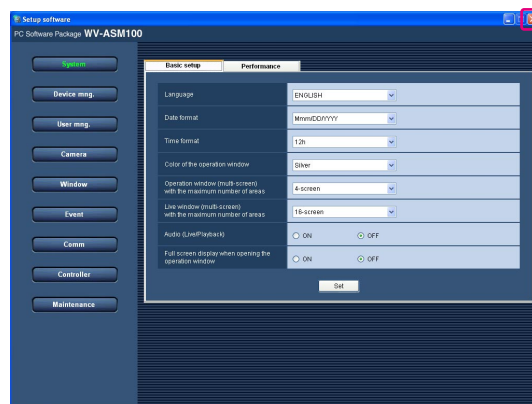 Setup software
PC Software Package WV-ASM100
System
Device mng.
User mng.
Camera
Window
Event
Comm
Controller
Maintenance
Basic setup
Performance
Language
ENGLISH
Date format
Mmm/DD/YYYY
Time format
12h
Color of the operation window
Silver
Operation window (multi-screen)
with the maximum number of areas
4-screen
Live window (multi-screen)
with the maximum number of areas
16-screen
Audio (Live/Playback)
ON
OFF
Full screen display when opening the
operation window
ON
OFF
Set